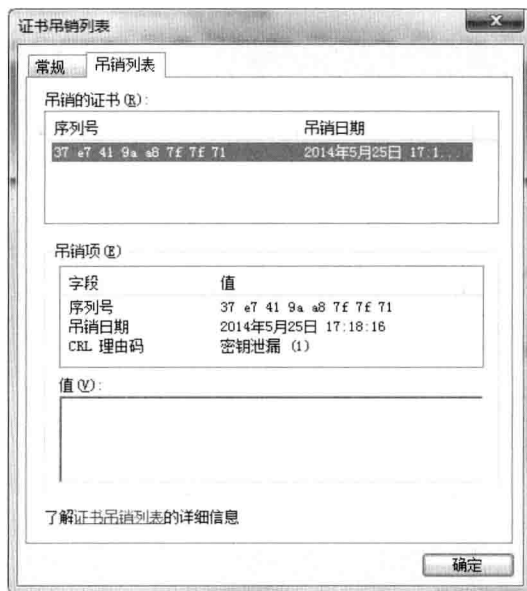 证书吊销列表
常规 吊销列表
吊销的证书(R):
序列号 吊销日期
37 e7 41 9a a8 7f 7f 71 2014年5月25日 17:1...
吊销项(E)
字段 值
序列号 37 e7 41 9a a8 7f 7f 71
吊销日期 2014年5月25日 17:18:16
CRL 理由码 密钥泄漏 (1)
值(V):
了解证书吊销列表的详细信息
确定